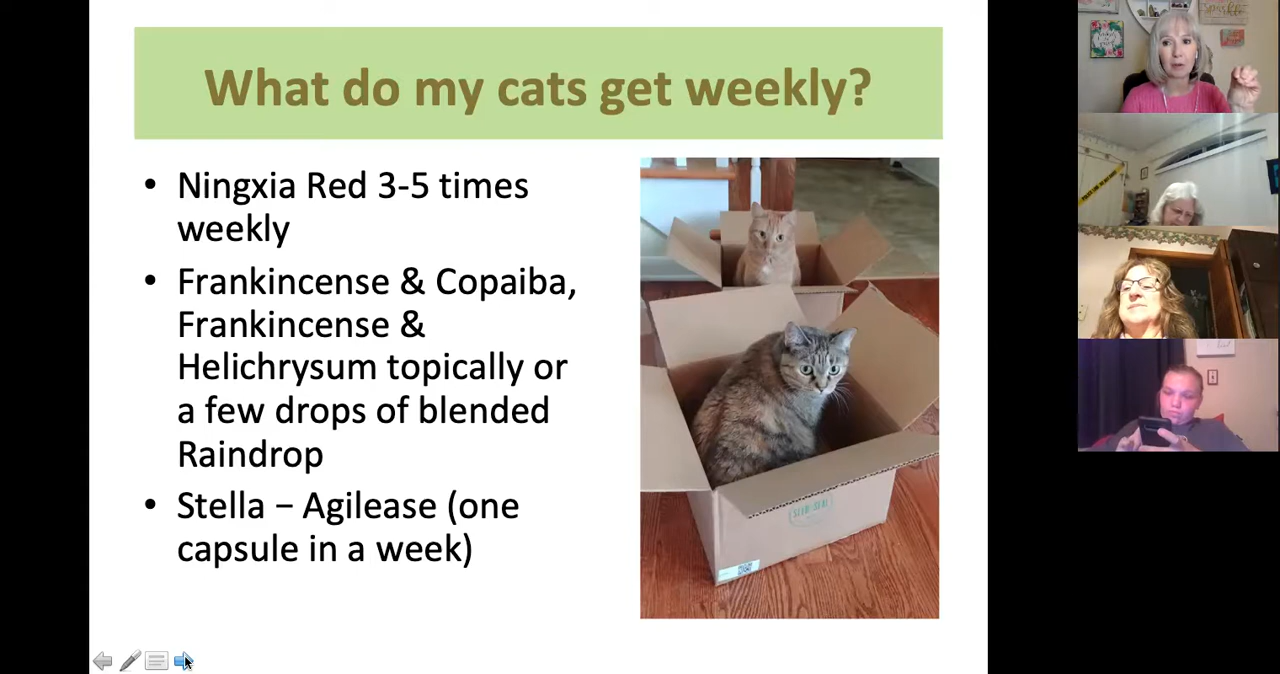 What do my cats get weekly?
• Ningxia Red 3-5 times
weekly
• Frankincense & Copaiba,
Frankincense &
Helichrysum topically or
a few drops of blended
Raindrop
• Stella – Agilease (one
capsule in a week)
sparkle